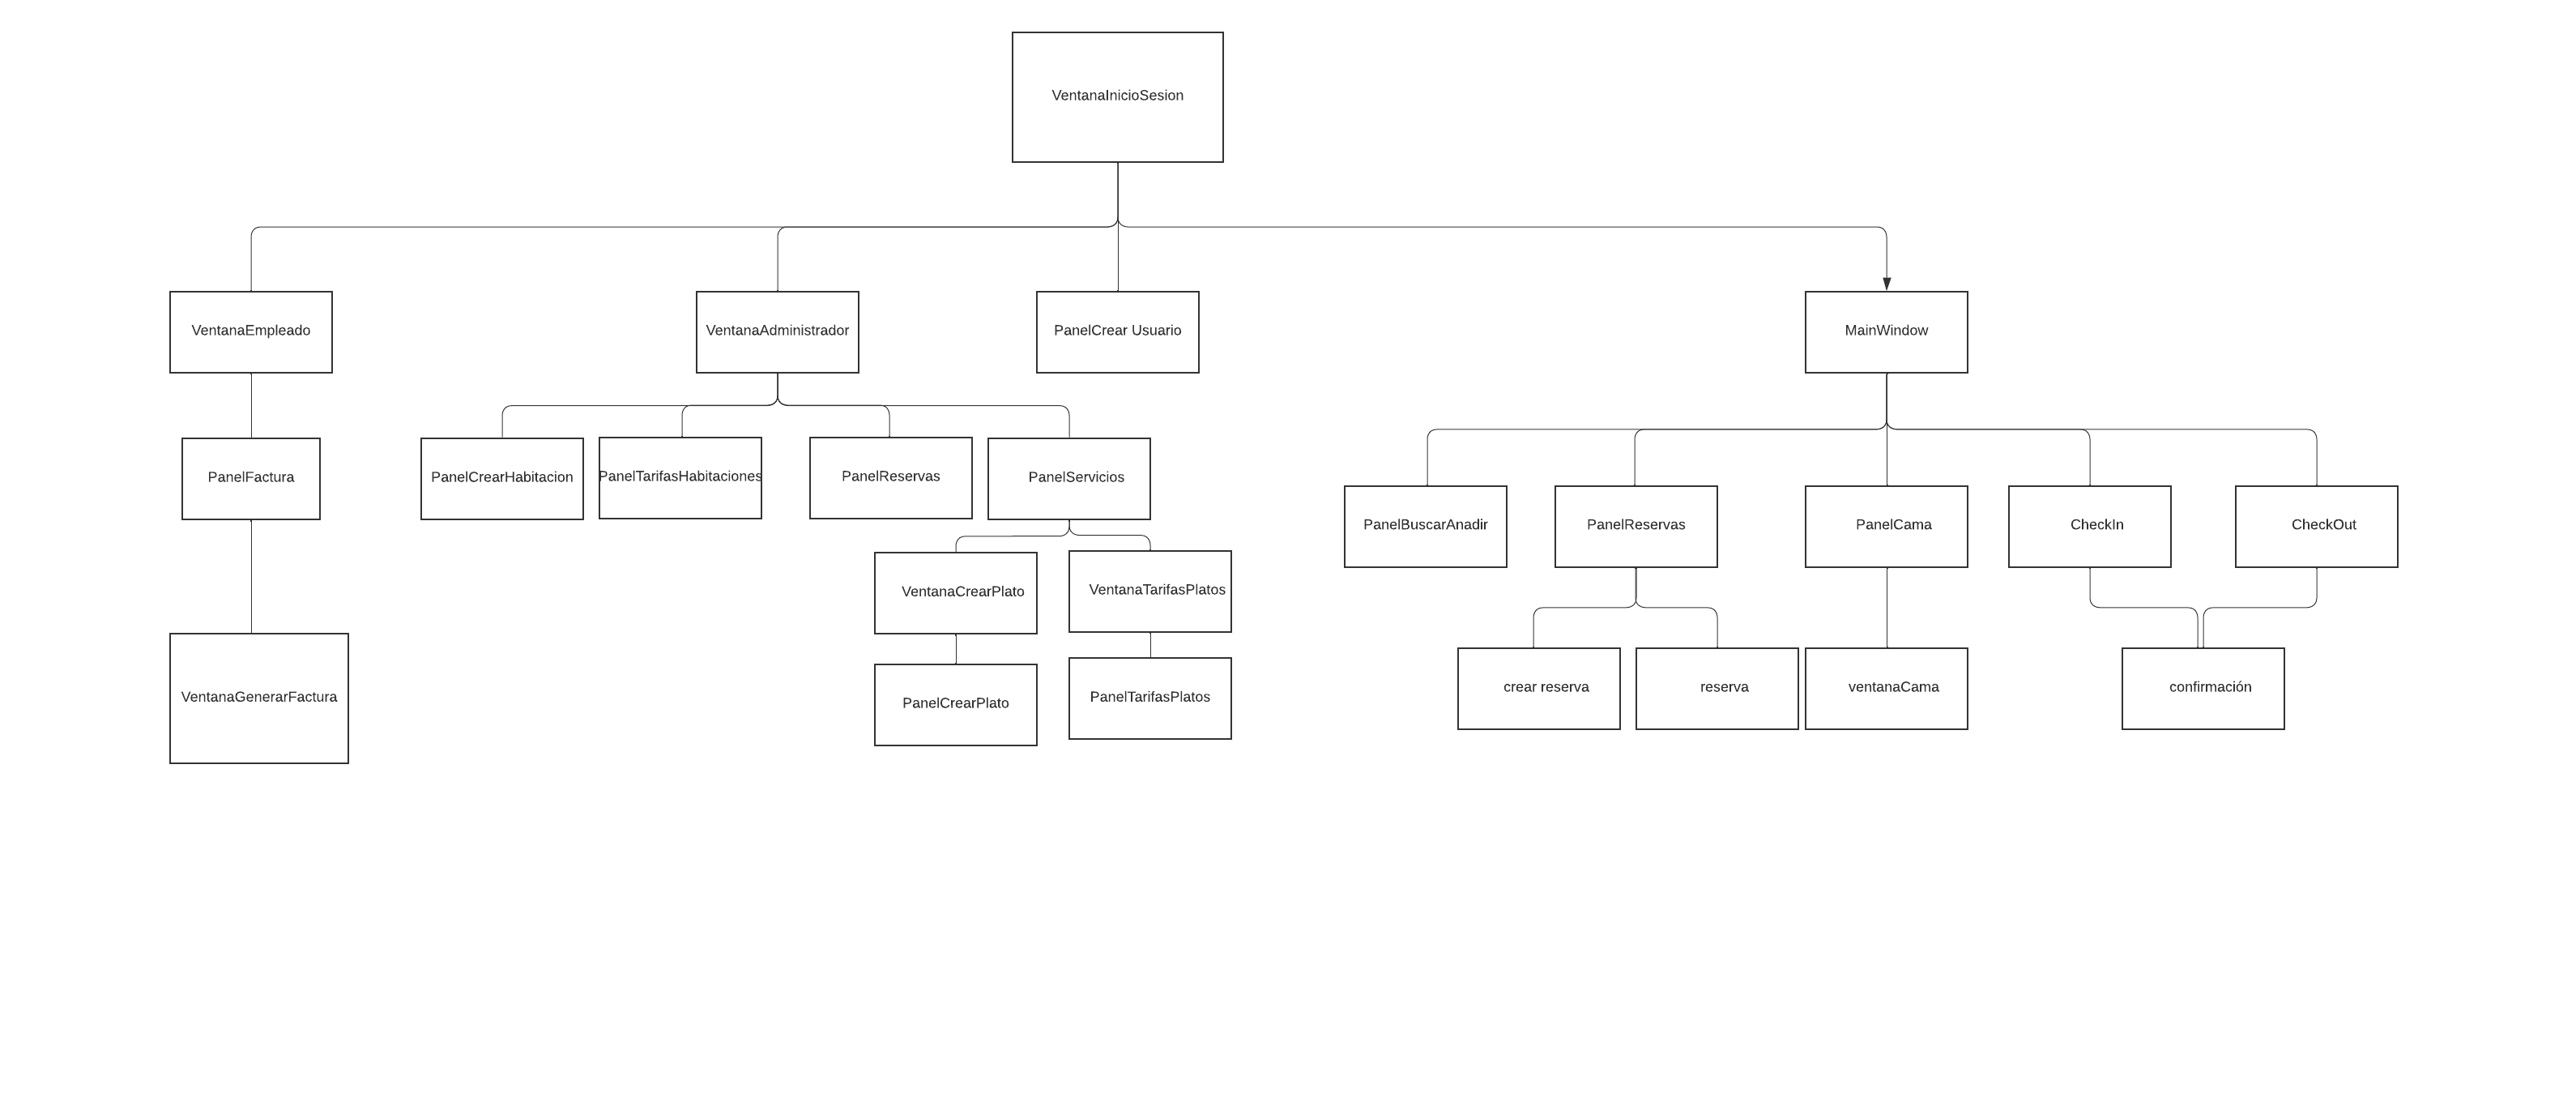 VentanaInicioSesion
VentanaEmpleado
VentanaAdministrador
PanelCrear Usuario
MainWindow
PanelFactura
PanelCrearHabitacion
PanelTarifasHabitaciones
PanelReservas
PanelServicios
PanelBuscarAnadir
PanelReservas
PanelCama
CheckIn
CheckOut
VentanaCrearPlato
VentanaTarifasPlatos
VentanaGenerarFactura
PanelCrearPlato
PanelTarifasPlatos
crear reserva
reserva
ventanaCama
confirmación